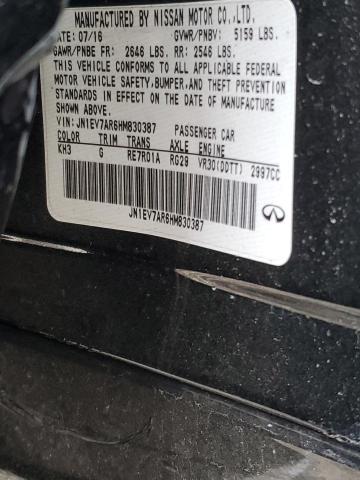 MANUFACTURED BY NISSAN MOTOR CO.,LTD.
DATE: 07/16 GVWR/PNBV: 5159 LBS.
GAWR/PNBE FR: 2646 LBS. RR: 2546 LBS.
THIS VEHICLE CONFORMS TO ALL APPLICABLE FEDERAL
MOTOR VEHICLE SAFETY, BUMPER, AND THEFT PREVENTION
STANDARDS IN EFFECT ON THE DATE OF MANUFACTURE
SHOWN ABOVE.
VIN: JN1EV7AR6HM830387 PASSENGER CAR
COLOR TRIM TRANS AXLE ENGINE
KH3 G RE7R01A RG29 VR30(DDTT) 2997CC
JN1EV7AR6HM830387